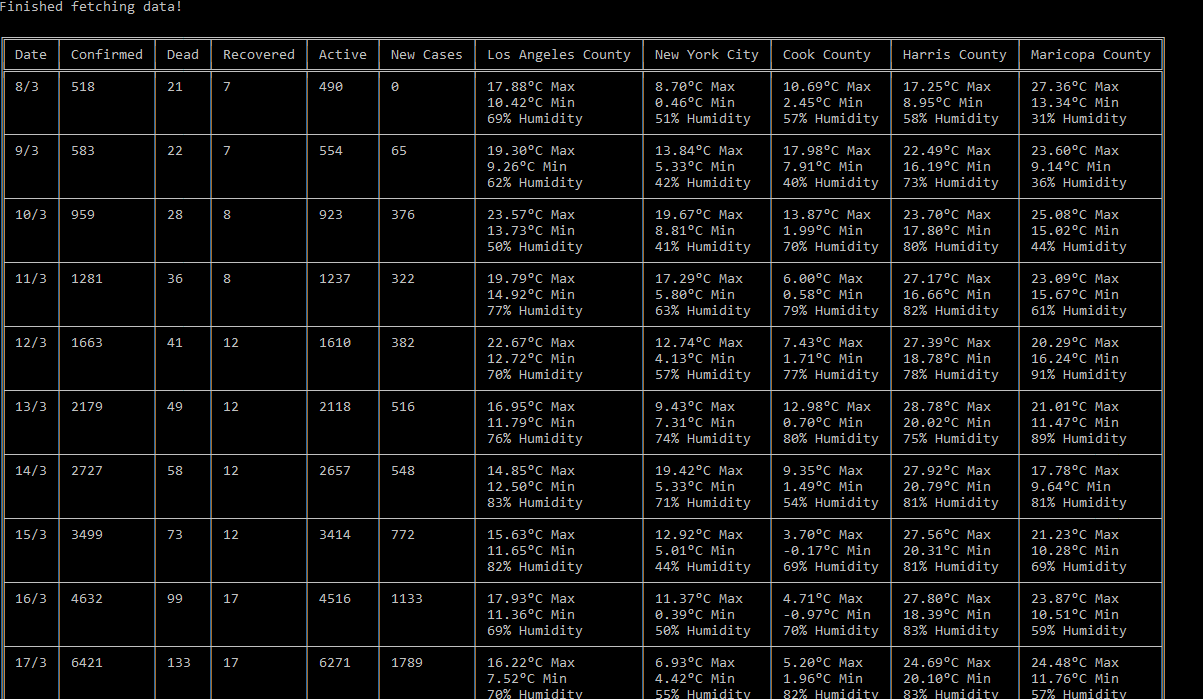 Finished fetching data!
Date Confirmed Dead Recovered Active New Cases Los Angeles County New York City Cook County Harris County Maricopa County
8/3 518 21 7 490 0 17.88°C Max 8.70°C Max 10.69°C Max 17.25°C Max 27.36°C Max
10.42°C Min 0.46°C Min 2.45°C Min 8.95°C Min 13.34°C Min
69% Humidity 51% Humidity 57% Humidity 58% Humidity 31% Humidity
9/3 583 22 7 554 65 19.30°C Max 13.84°C Max 17.98°C Max 22.49°C Max 23.60°C Max
9.26°C Min 5.33°C Min 7.91°C Min 16.19°C Min 9.14°C Min
62% Humidity 42% Humidity 40% Humidity 73% Humidity 36% Humidity
10/3 959 28 8 923 376 23.57°C Max 19.67°C Max 13.87°C Max 23.70°C Max 25.08°C Max
13.73°C Min 8.81°C Min 1.99°C Min 17.80°C Min 15.02°C Min
50% Humidity 41% Humidity 70% Humidity 80% Humidity 44% Humidity
11/3 1281 36 8 1237 322 19.79°C Max 17.29°C Max 6.00°C Max 27.17°C Max 23.09°C Max
14.92°C Min 5.80°C Min 0.58°C Min 16.66°C Min 15.67°C Min
77% Humidity 63% Humidity 79% Humidity 82% Humidity 61% Humidity
12/3 1663 41 12 1610 382 22.67°C Max 12.74°C Max 7.43°C Max 27.39°C Max 20.29°C Max
12.72°C Min 4.13°C Min 1.71°C Min 18.78°C Min 16.24°C Min
70% Humidity 57% Humidity 77% Humidity 78% Humidity 91% Humidity
13/3 2179 49 12 2118 516 16.95°C Max 9.43°C Max 12.98°C Max 28.78°C Max 21.01°C Max
11.79°C Min 7.31°C Min 0.70°C Min 20.02°C Min 11.47°C Min
76% Humidity 74% Humidity 80% Humidity 75% Humidity 89% Humidity
14/3 2727 58 12 2657 548 14.85°C Max 19.42°C Max 9.35°C Max 27.92°C Max 17.78°C Max
12.50°C Min 5.33°C Min 1.49°C Min 20.79°C Min 9.64°C Min
83% Humidity 71% Humidity 54% Humidity 81% Humidity 81% Humidity
15/3 3499 73 12 3414 772 15.63°C Max 12.92°C Max 3.70°C Max 27.56°C Max 21.23°C Max
11.65°C Min 5.01°C Min -0.17°C Min 20.31°C Min 10.28°C Min
82% Humidity 44% Humidity 69% Humidity 81% Humidity 69% Humidity
16/3 4632 99 17 4516 1133 17.93°C Max 11.37°C Max 4.71°C Max 27.80°C Max 23.87°C Max
11.36°C Min 0.39°C Min -0.97°C Min 18.39°C Min 10.51°C Min
69% Humidity 50% Humidity 70% Humidity 83% Humidity 59% Humidity
17/3 6421 133 17 6271 1789 16.22°C Max 6.93°C Max 5.20°C Max 24.69°C Max 24.48°C Max
7.52°C Min 4.42°C Min 1.96°C Min 20.10°C Min 11.76°C Min
70% Humidity 55% Humidity 82% Humidity 83% Humidity 57% Humidity